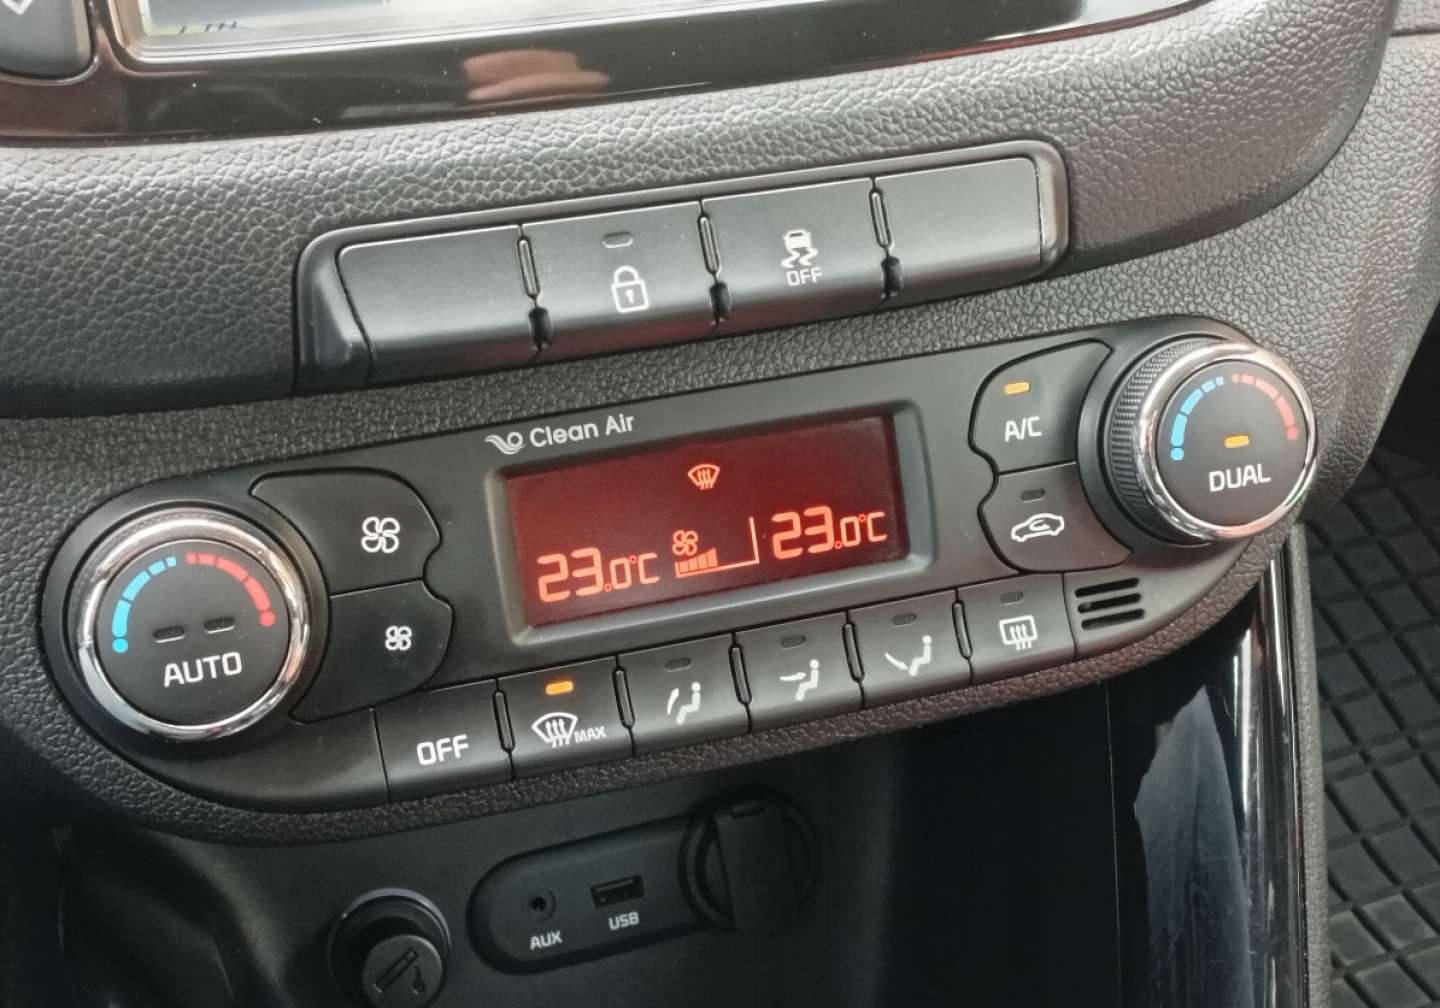 OFF
Clean Air
A/C
DUAL
23.0°C
23.0°C
AUTO
OFF
MAX
AUX
USB